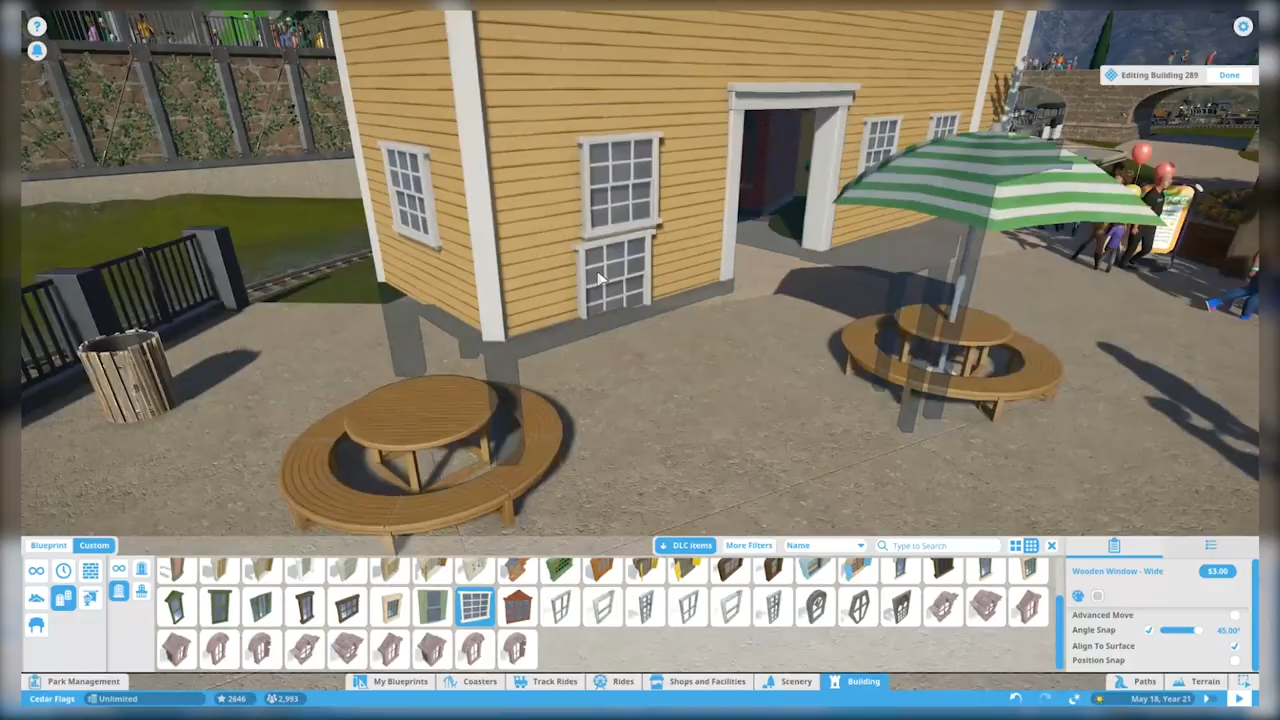 ?
Editing Building 289 Done
Blueprint Custom
DLC Items More Filters Name Type to Search
Wooden Window - Wide $3.00
Advanced Move
Angle Snap 45.00°
Align To Surface
Position Snap
Park Management My Blueprints Coasters Track Rides Rides Shops and Facilities Scenery Building Paths Terrain
Cedar Flags Unlimited 2646 2,993 May 18, Year 21